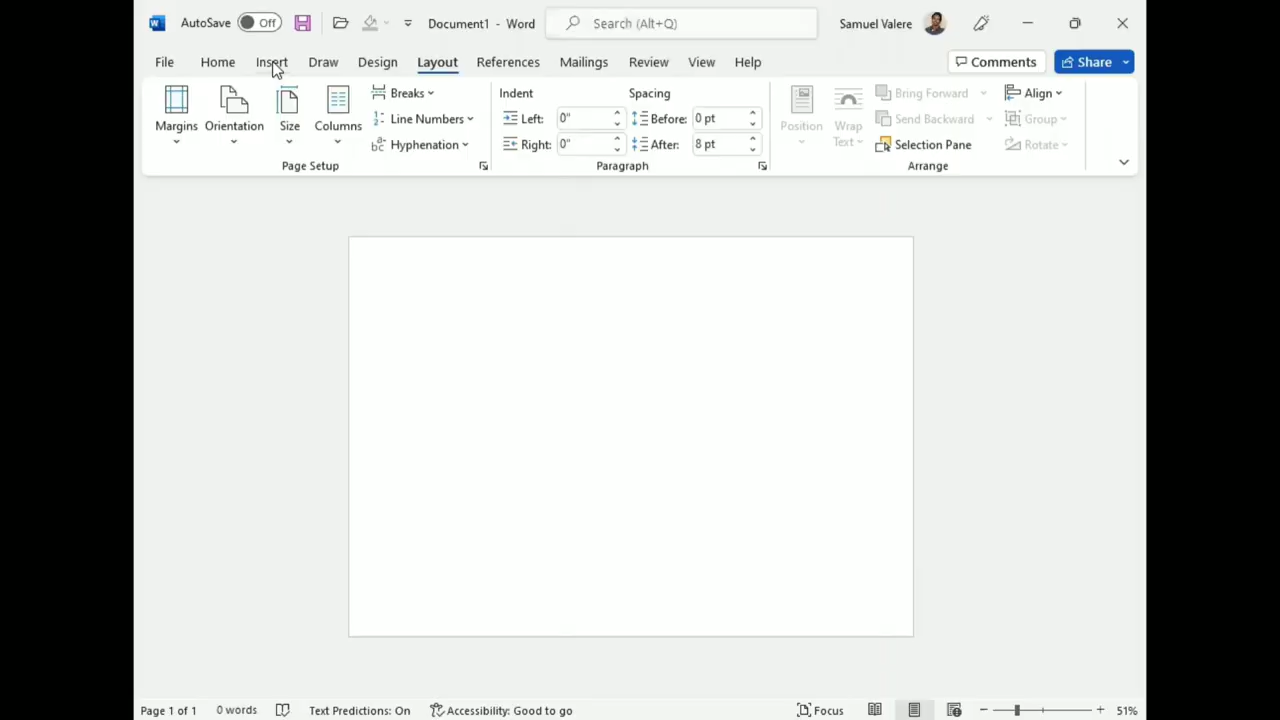 AutoSave Off Document1 - Word Search (Alt+Q) Samuel Valere
File Home Insert Draw Design Layout References Mailings Review View Help Comments Share
Margins Orientation Size Columns
Breaks
Line Numbers
Hyphenation
Page Setup
Indent Spacing
Left: 0" Before: 0 pt
Right: 0" After: 8 pt
Paragraph
Position Wrap Text
Bring Forward Align
Send Backward Group
Selection Pane Rotate
Arrange
Page 1 of 1 0 words Text Predictions: On Accessibility: Good to go Focus 51%